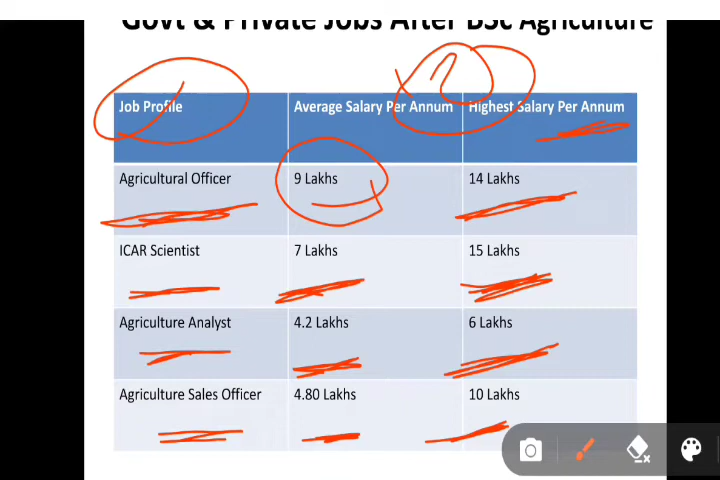 Govt & Private Jobs After BSc Agriculture
Job Profile Average Salary Per Annum Highest Salary Per Annum
Agricultural Officer 9 Lakhs 14 Lakhs
ICAR Scientist 7 Lakhs 15 Lakhs
Agriculture Analyst 4.2 Lakhs 6 Lakhs
Agriculture Sales Officer 4.80 Lakhs 10 Lakhs